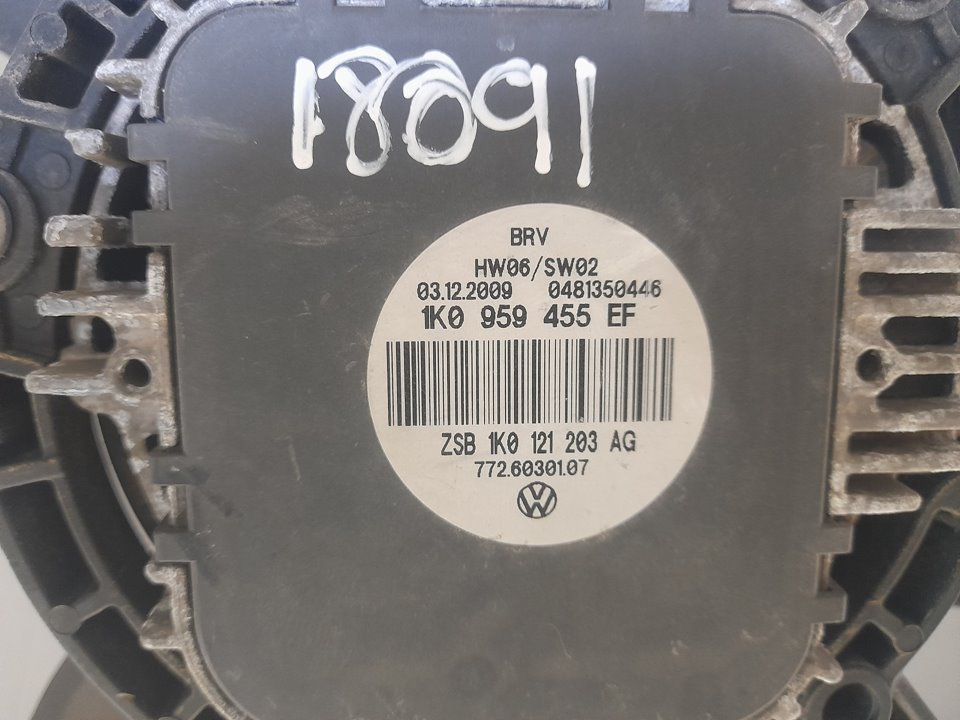 18091
BRV
HW06/SW02
03.12.2009 0481350446
1K0 959 455 EF
ZSB 1K0 121 203 AG
772.60301.07
VW